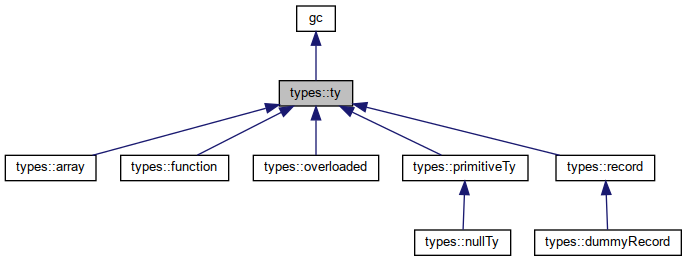 gc
types::ty
types::array
types::function
types::overloaded
types::primitiveTy
types::record
types::nullTy
types::dummyRecord